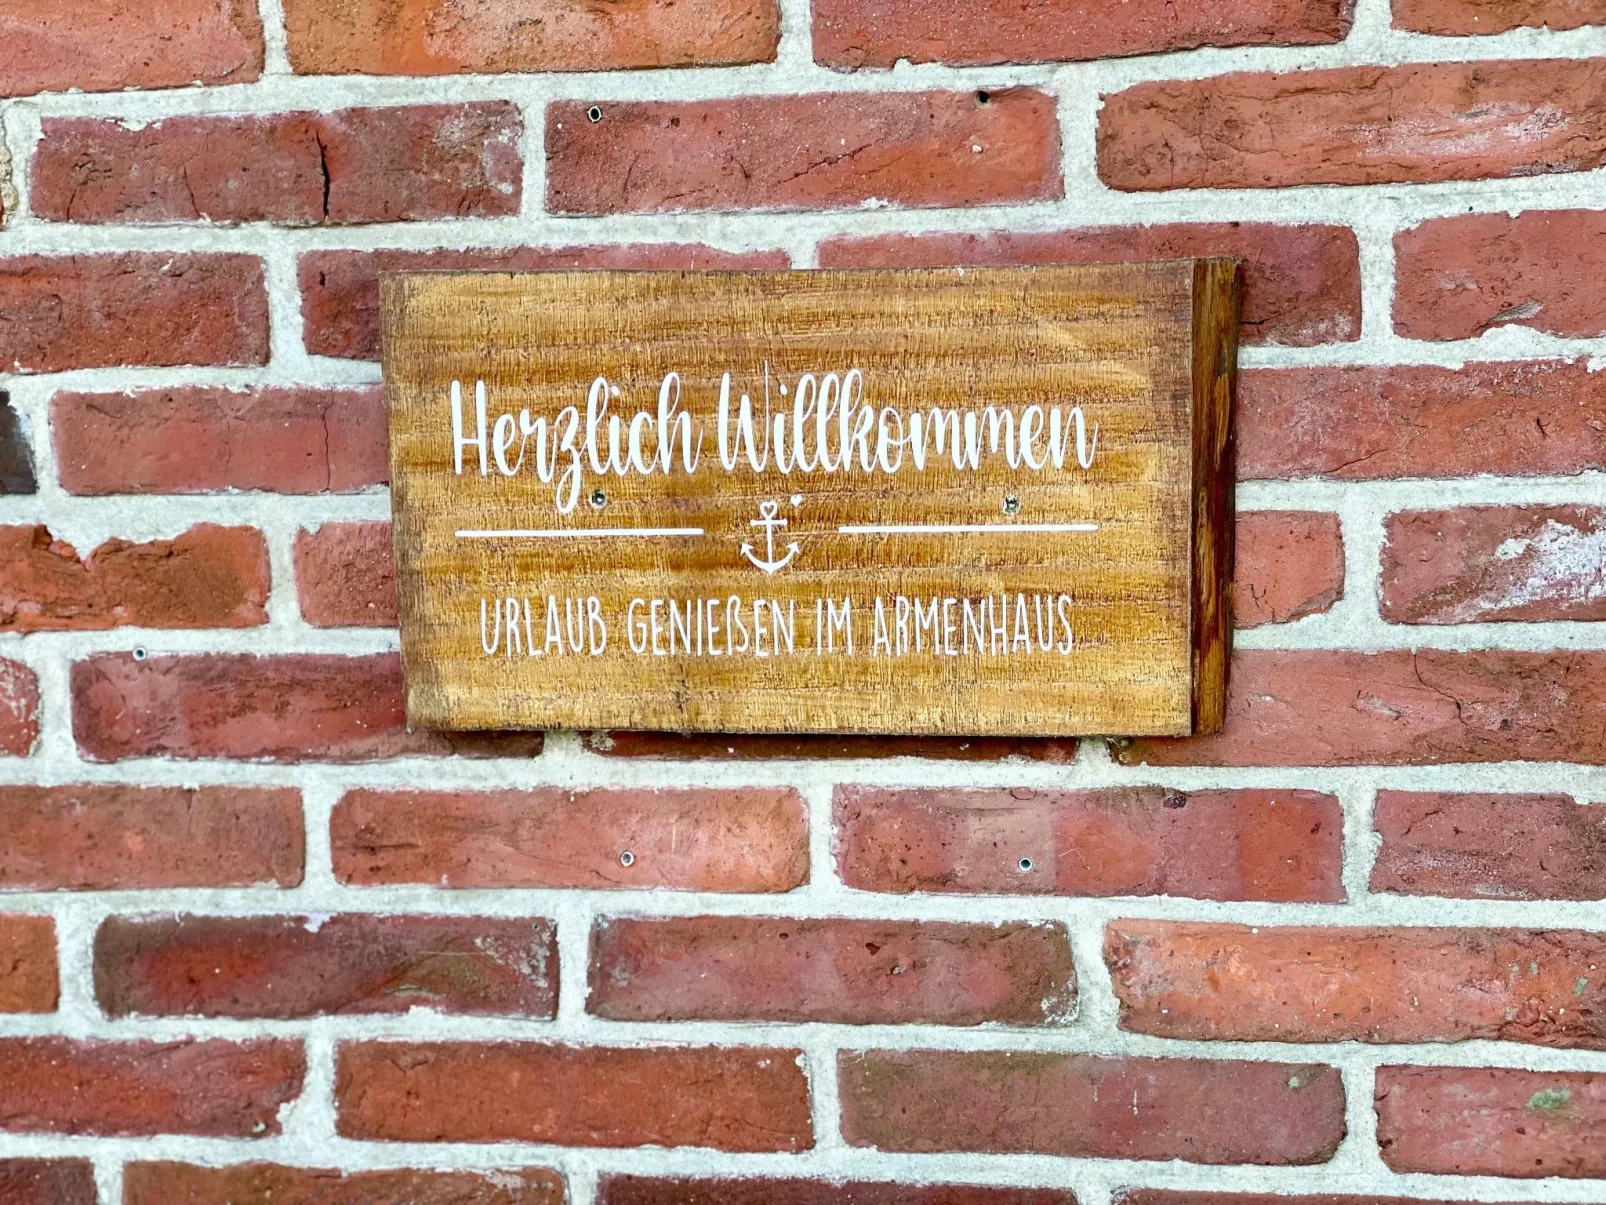 Herzlich Willkommen
URLAUB GENIEßEN IM ARMENHAUS